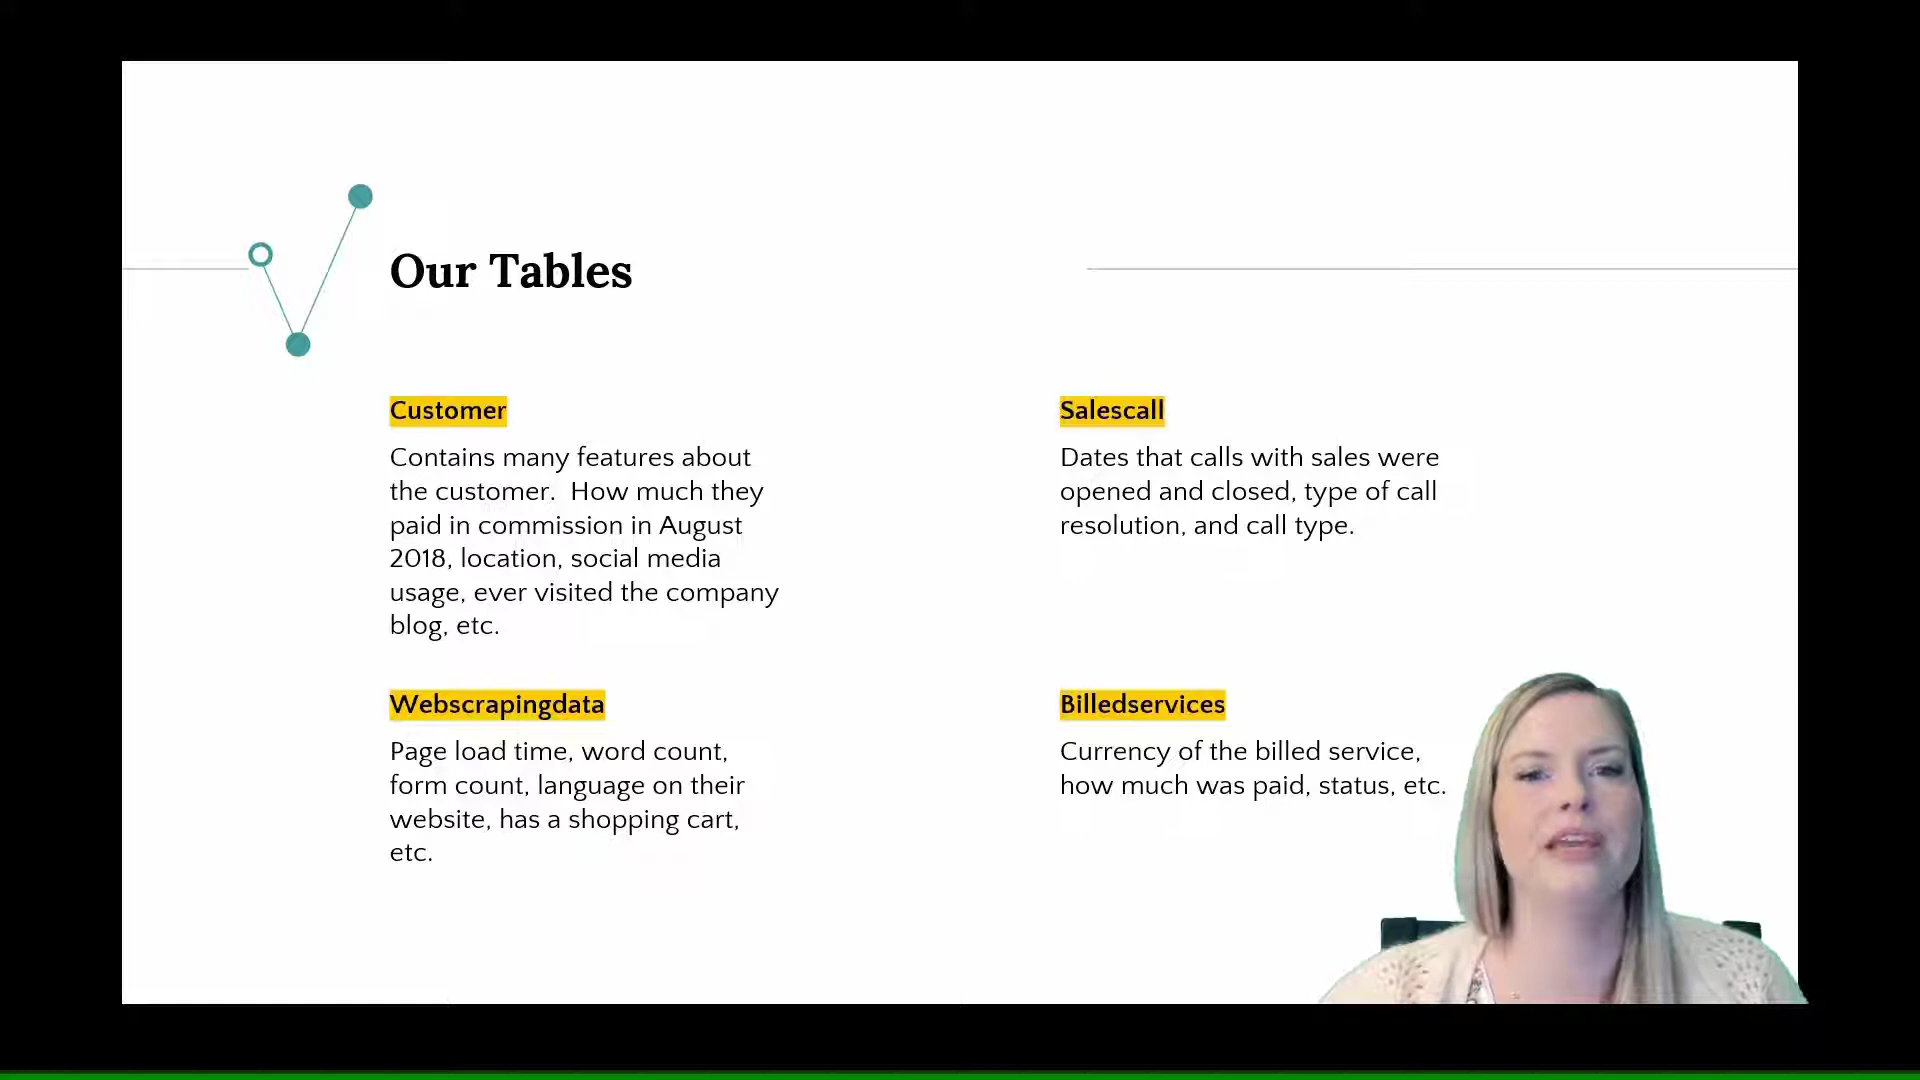 Our Tables
Customer
Contains many features about
the customer.  How much they
paid in commission in August
2018, location, social media
usage, ever visited the company
blog, etc.
Salescall
Dates that calls with sales were
opened and closed, type of call
resolution, and call type.
Webscrapingdata
Page load time, word count,
form count, language on their
website, has a shopping cart,
etc.
Billedservices
Currency of the billed service,
how much was paid, status, etc.